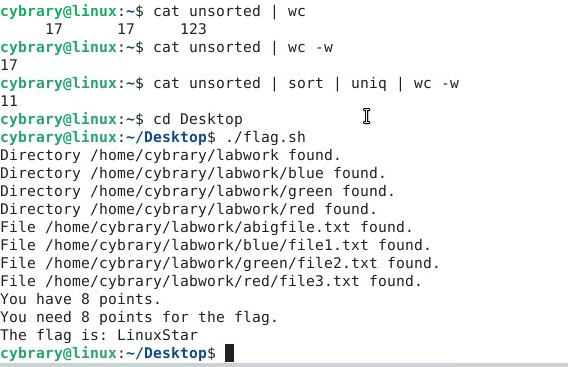 cybrary@linux:~$ cat unsorted | wc
     17      17     123
cybrary@linux:~$ cat unsorted | wc -w
17
cybrary@linux:~$ cat unsorted | sort | uniq | wc -w
11
cybrary@linux:~$ cd Desktop
cybrary@linux:~/Desktop$ ./flag.sh
Directory /home/cybrary/labwork found.
Directory /home/cybrary/labwork/blue found.
Directory /home/cybrary/labwork/green found.
Directory /home/cybrary/labwork/red found.
File /home/cybrary/labwork/abigfile.txt found.
File /home/cybrary/labwork/blue/file1.txt found.
File /home/cybrary/labwork/green/file2.txt found.
File /home/cybrary/labwork/red/file3.txt found.
You have 8 points.
You need 8 points for the flag.
The flag is: LinuxStar
cybrary@linux:~/Desktop$